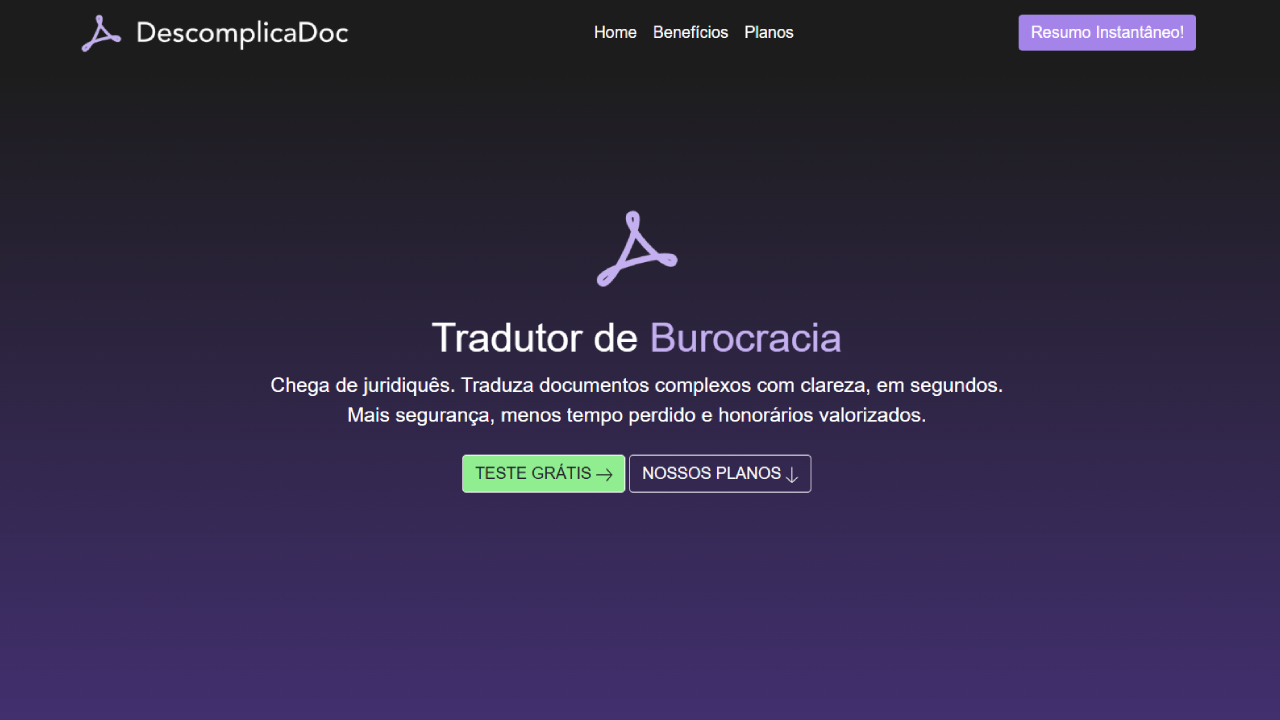 DescomplicaDoc
Home Benefícios Planos
Resumo Instantâneo!
Tradutor de Burocracia
Chega de juridiquês. Traduza documentos complexos com clareza, em segundos.
Mais segurança, menos tempo perdido e honorários valorizados.
TESTE GRÁTIS →
NOSSOS PLANOS ↓